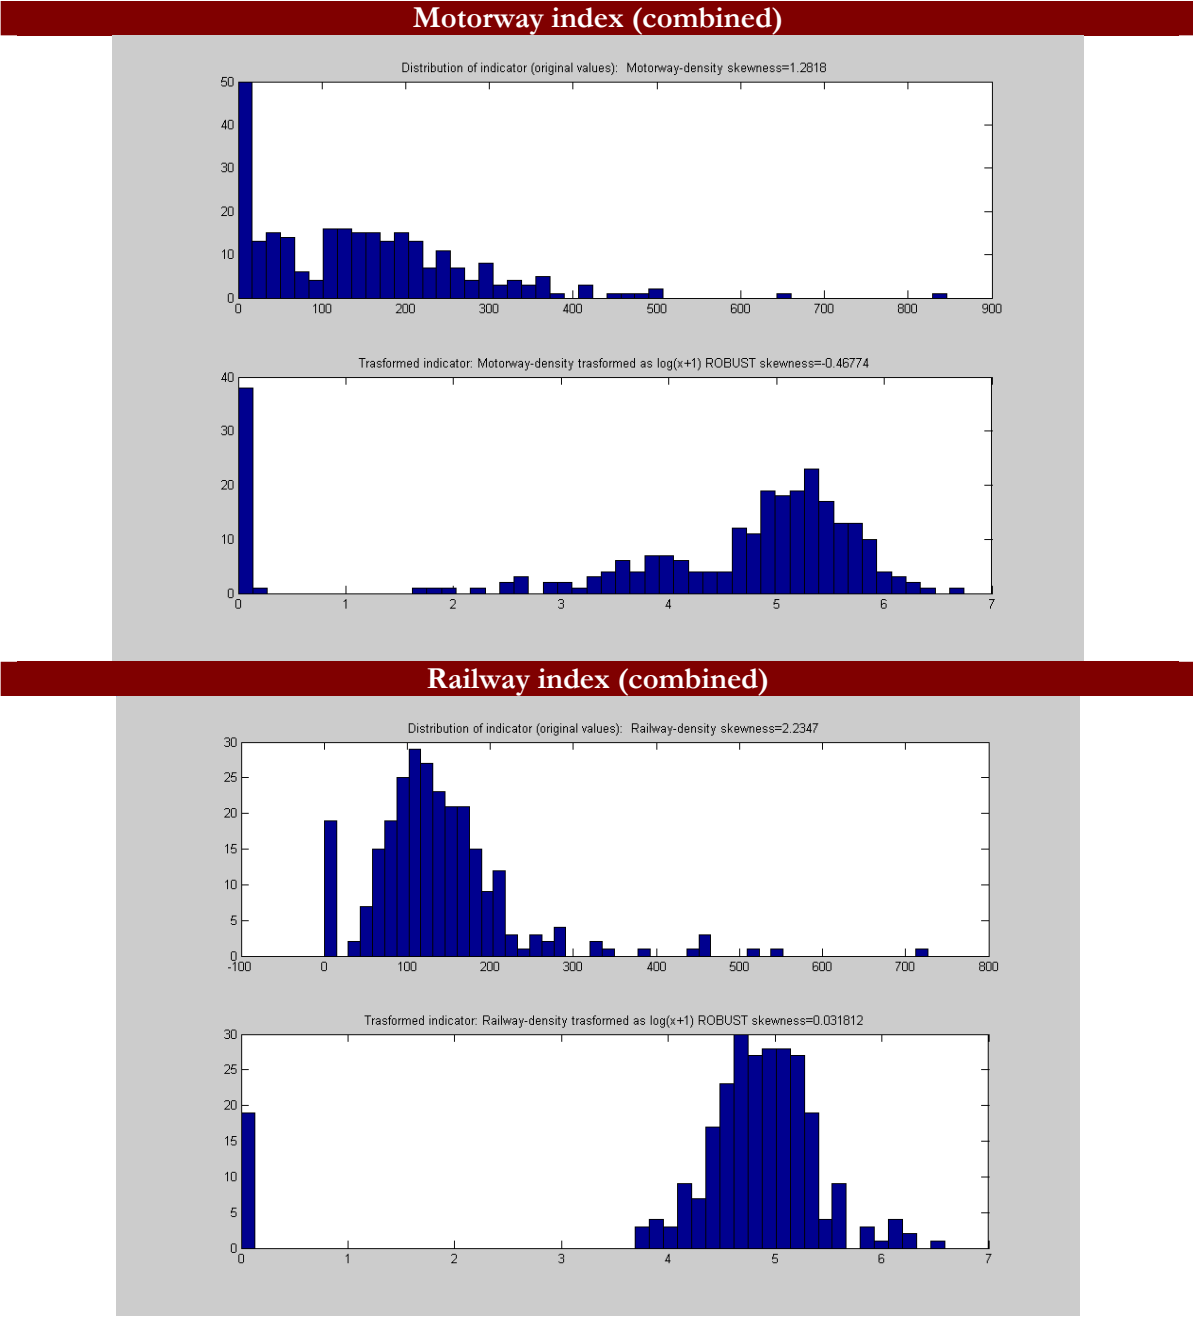 Motorway index (combined)
Distribution of indicator (original values):  Motorway-density skewness=1.2818
50
40
30
20
10
0
0 100 200 300 400 500 600 700 800 900
Trasformed indicator: Motorway-density trasformed as log(x+1) ROBUST skewness=-0.46774
40
30
20
10
0
0 1 2 3 4 5 6 7
Railway index (combined)
Distribution of indicator (original values):  Railway-density skewness=2.2347
30
25
20
15
10
5
0
-100 0 100 200 300 400 500 600 700 800
Trasformed indicator: Railway-density trasformed as log(x+1) ROBUST skewness=0.031812
30
25
20
15
10
5
0
0 1 2 3 4 5 6 7